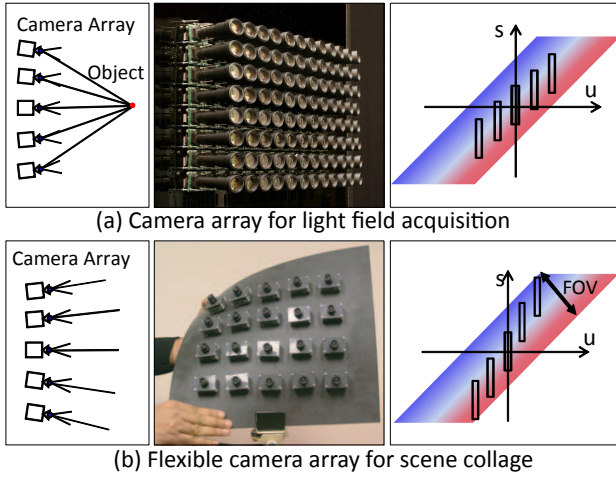 Camera Array
Object
s
u
(a) Camera array for light field acquisition
Camera Array
s
FOV
u
(b) Flexible camera array for scene collage